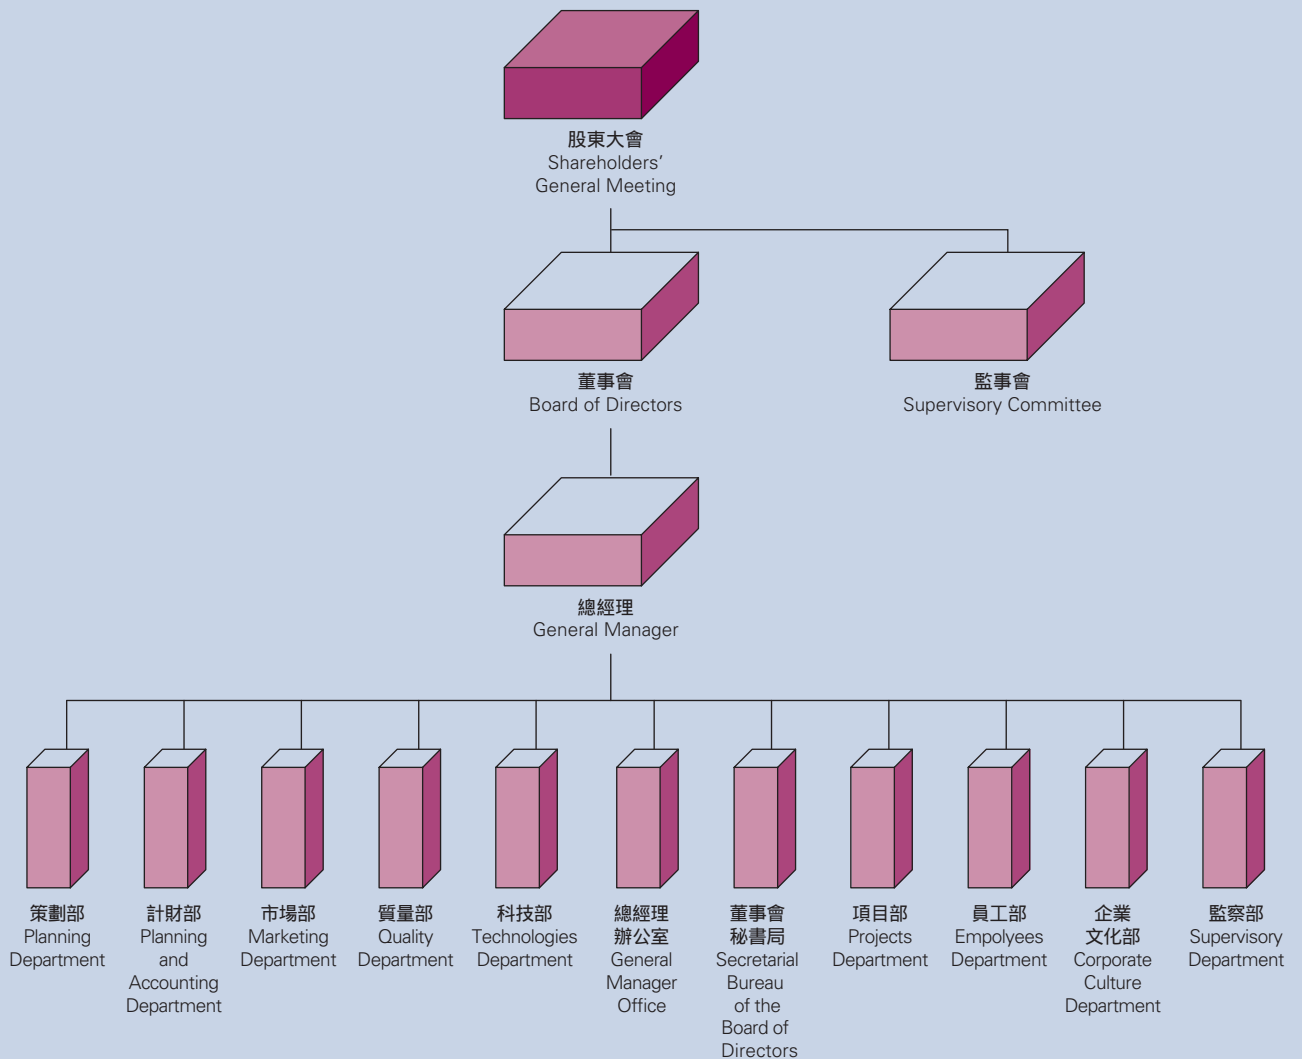 股東大會
Shareholders’
General Meeting
董事會
Board of Directors
監事會
Supervisory Committee
總經理
General Manager
策劃部
Planning
Department
計財部
Planning
and
Accounting
Department
市場部
Marketing
Department
質量部
Quality
Department
科技部
Technologies
Department
總經理
辦公室
General
Manager
Office
董事會
秘書局
Secretarial
Bureau
of the
Board of
Directors
項目部
Projects
Department
員工部
Empolyees
Department
企業
文化部
Corporate
Culture
Department
監察部
Supervisory
Department